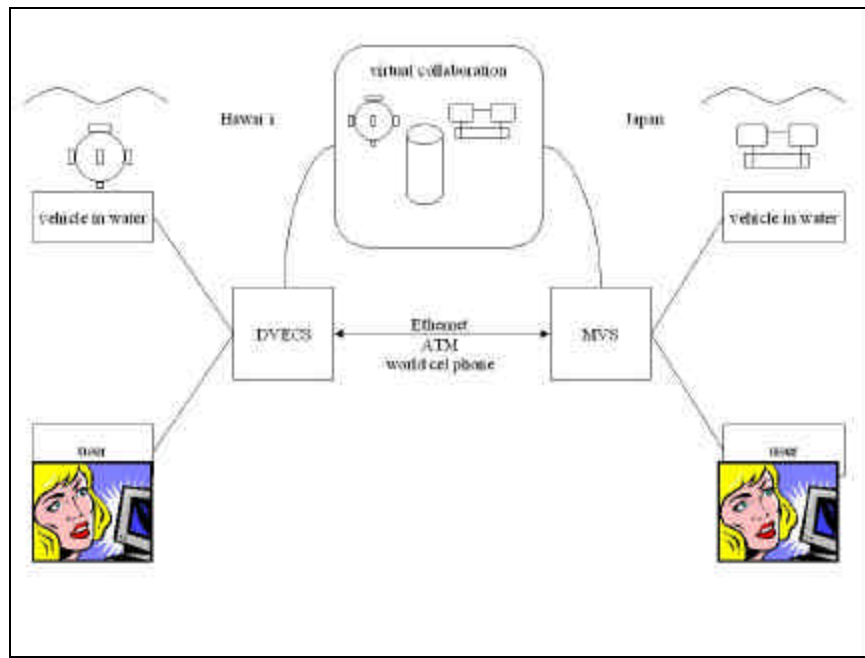 virtual collaboration
Hawai i
Japan
vehicle in water
vehicle in water
DVECS
Ethernet
ATM
world cel phone
MVS
user
user